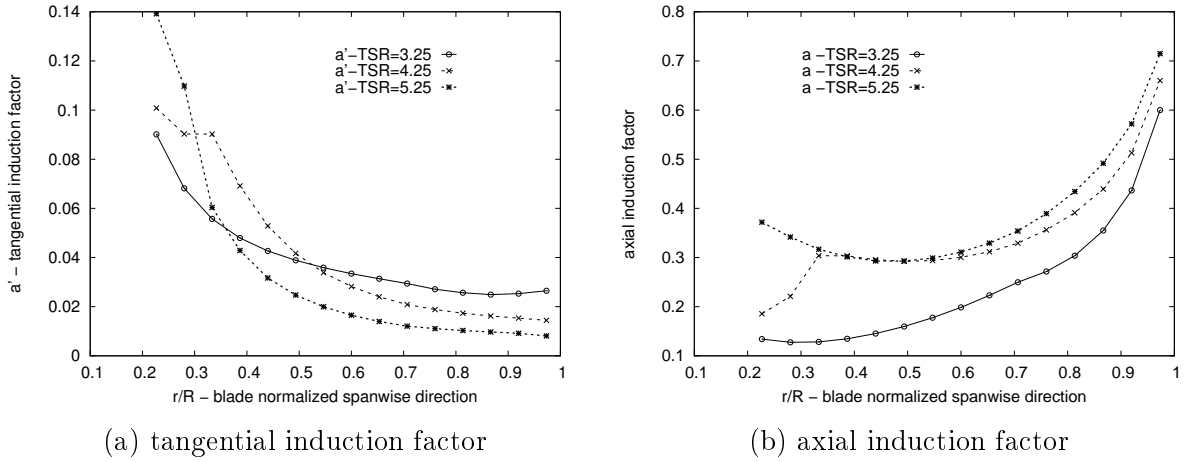 0.14
0.12
0.1
0.08
0.06
0.04
0.02
0
a' – tangential induction factor
a'–TSR=3.25
a'–TSR=4.25
a'–TSR=5.25
0.1 0.2 0.3 0.4 0.5 0.6 0.7 0.8 0.9 1
r/R – blade normalized spanwise direction
(a) tangential induction factor
0.8
0.7
0.6
0.5
0.4
0.3
0.2
0.1
axial induction factor
a –TSR=3.25
a –TSR=4.25
a –TSR=5.25
0.1 0.2 0.3 0.4 0.5 0.6 0.7 0.8 0.9 1
r/R – blade normalized spanwise direction
(b) axial induction factor